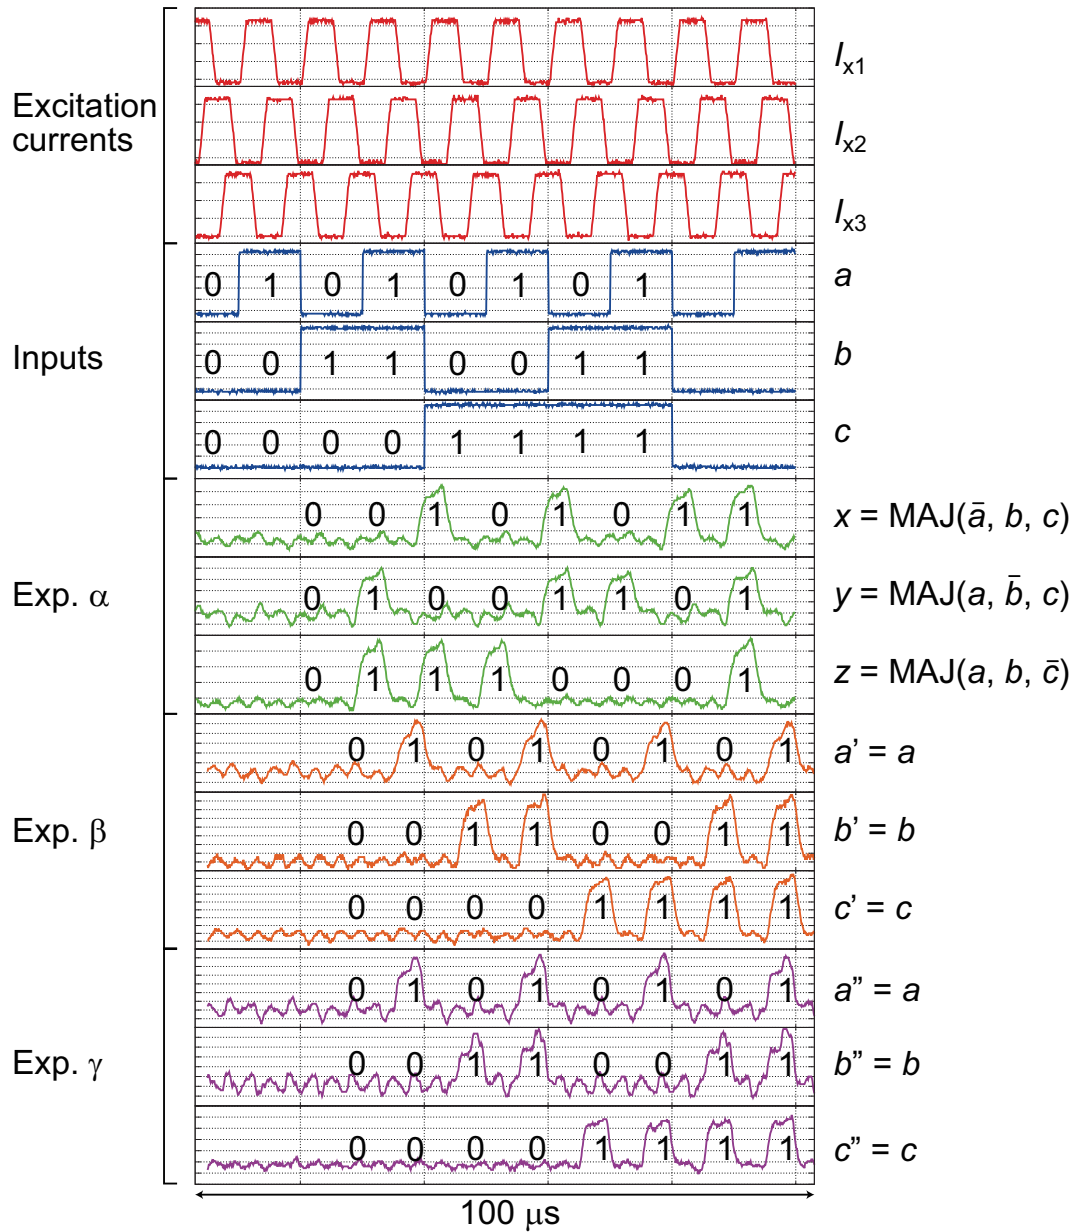 Excitation
currents
Ix1
Ix2
Ix3
Inputs
0 1 0 1 0 1 0 1
a
0 0 1 1 0 0 1 1
b
0 0 0 0 1 1 1 1
c
Exp. α
0 0 1 0 1 0 1 1
x = MAJ(ā, b, c)
0 1 0 0 1 1 0 1
y = MAJ(a, b̄, c)
0 1 1 1 0 0 0 1
z = MAJ(a, b, c̄)
Exp. β
0 1 0 1 0 1 0 1
a’ = a
0 0 1 1 0 0 1 1
b’ = b
0 0 0 0 1 1 1 1
c’ = c
Exp. γ
0 1 0 1 0 1 0 1
a” = a
0 0 1 1 0 0 1 1
b” = b
0 0 0 0 1 1 1 1
c” = c
100 μs